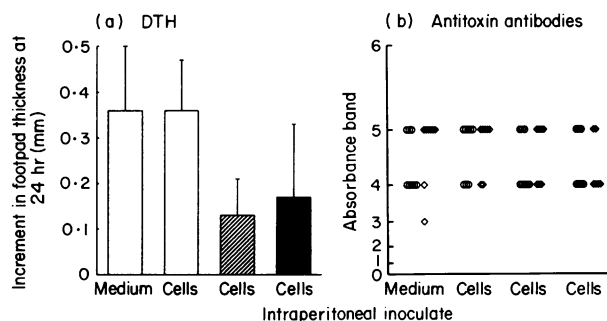 (a) DTH
Increment in footpad thickness at
24 hr (mm)
0·5
0·4
0·3
0·2
0·1
0
Medium Cells Cells Cells
(b) Antitoxin antibodies
Absorbance band
6
5
4
3
2
1
0
Medium Cells Cells Cells
Intraperitoneal inoculate